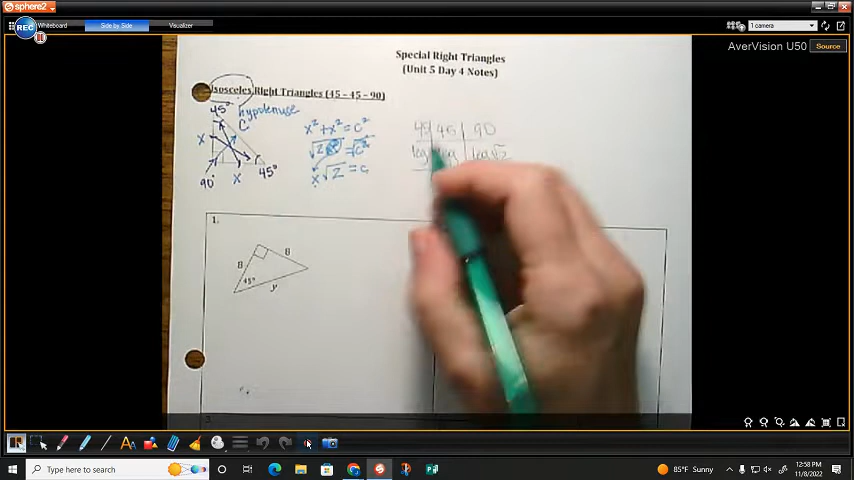 sphere2
REC
Whiteboard
Side by Side
Visualizer
1 camera
AverVision U50
Source
Special Right Triangles
(Unit 5 Day 4 Notes)
Isosceles Right Triangles (45 – 45 – 90)
45° hypotenuse
C
x
90° x 45°
x² + x² = c²
= √c²
x√2 = c
45 45 90
leg leg leg√2
1.
8 8
45°
y
Type here to search
85°F Sunny
12:58 PM
11/8/2022